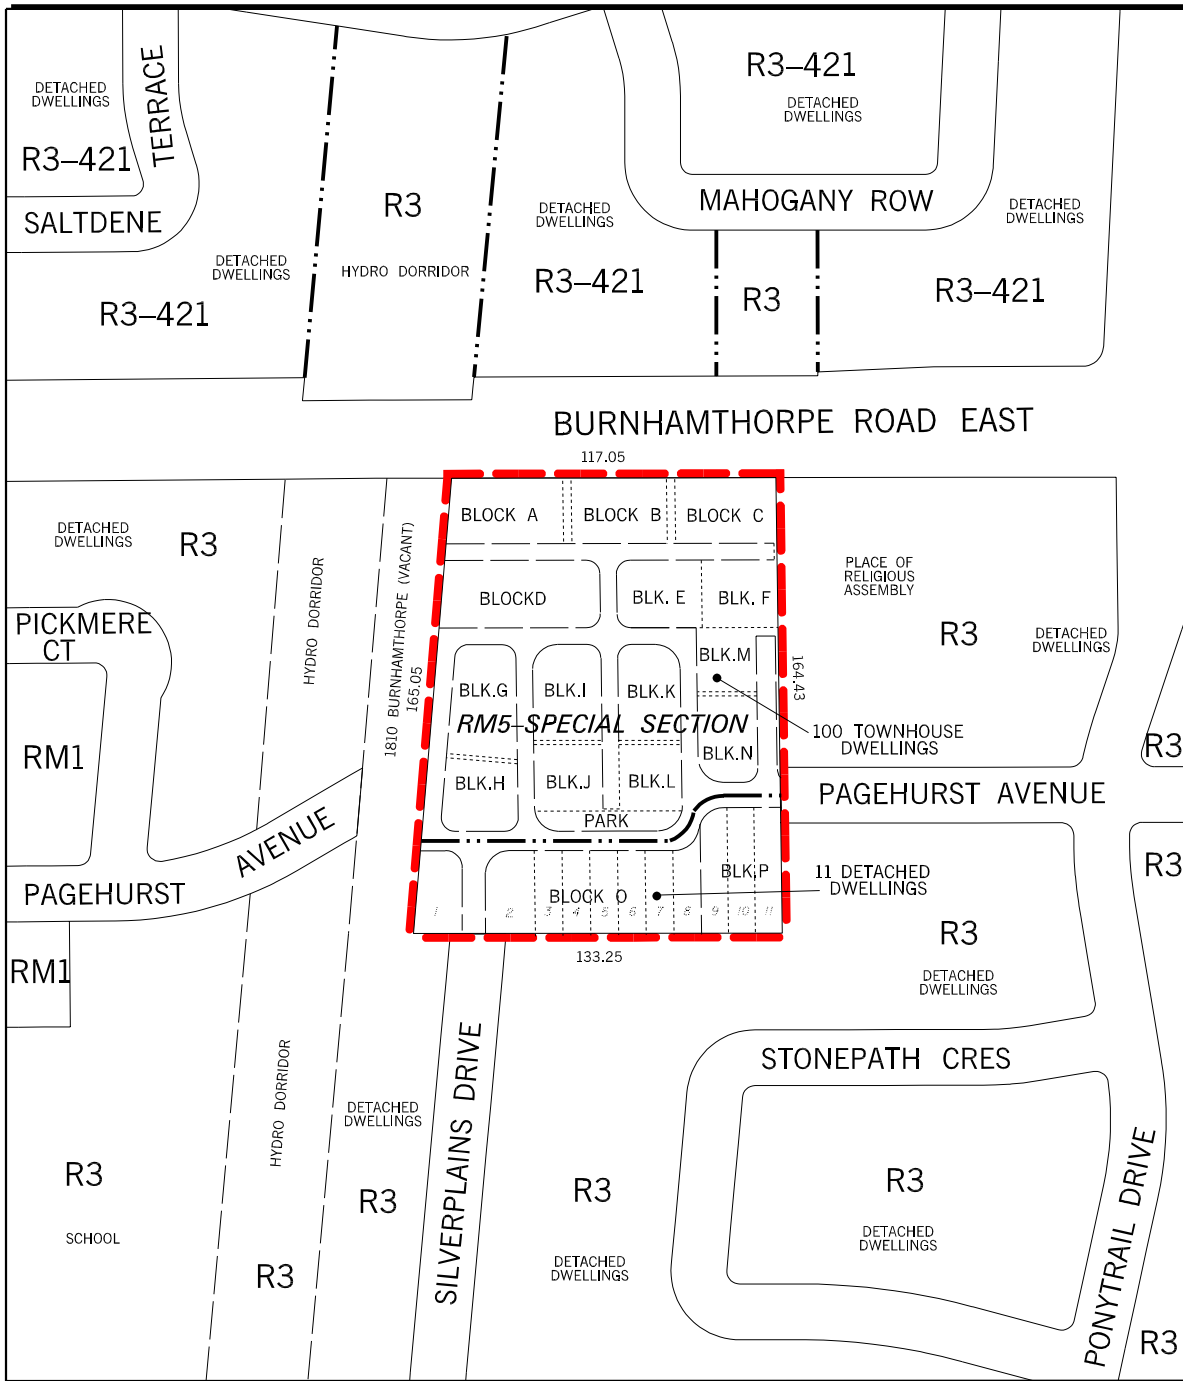 DETACHED
DWELLINGS
R3–421
TERRACE
SALTDENE
DETACHED
DWELLINGS
R3–421
R3
HYDRO DORRIDOR
DETACHED
DWELLINGS
R3–421
R3–421
DETACHED
DWELLINGS
MAHOGANY ROW
R3
DETACHED
DWELLINGS
R3–421
BURNHAMTHORPE ROAD EAST
117.05
DETACHED
DWELLINGS
R3
HYDRO DORRIDOR
1810 BURNHAMTHORPE (VACANT)
165.05
BLOCK A
BLOCK B
BLOCK C
BLOCKD
BLK. E
BLK. F
BLK.G
BLK.I
BLK.K
BLK.M
RM5–SPECIAL SECTION
BLK.H
BLK.J
BLK.L
BLK.N
PARK
164.43
100 TOWNHOUSE
DWELLINGS
PLACE OF
RELIGIOUS
ASSEMBLY
R3
DETACHED
DWELLINGS
R3
PICKMERE
CT
RM1
PAGEHURST
AVENUE
RM1
PAGEHURST AVENUE
BLOCK O
BLK.P
1
2
3
4
5
6
7
8
9
10
11
11 DETACHED
DWELLINGS
133.25
R3
R3
DETACHED
DWELLINGS
STONEPATH CRES
HYDRO DORRIDOR
DETACHED
DWELLINGS
SILVERPLAINS DRIVE
R3
SCHOOL
R3
R3
R3
DETACHED
DWELLINGS
R3
DETACHED
DWELLINGS
PONYTRAIL DRIVE
R3